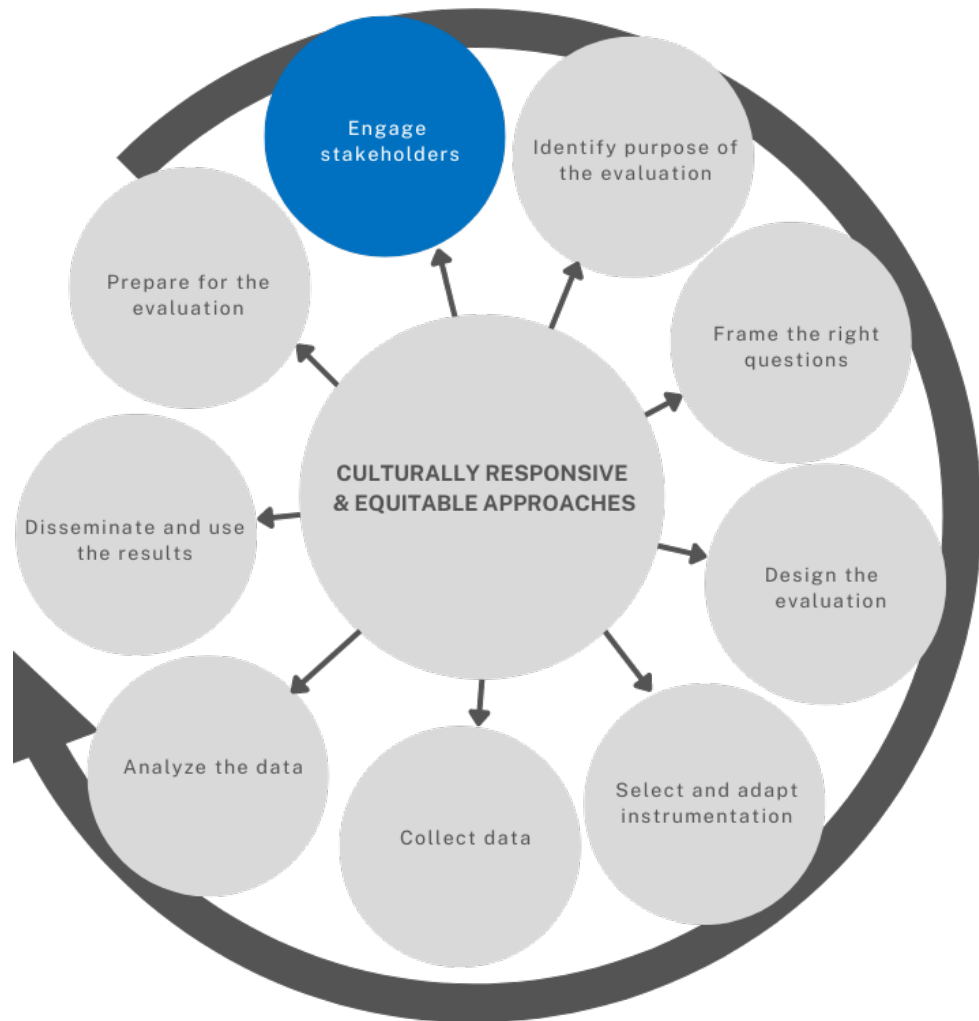 Engage
stakeholders
Identify purpose of
the evaluation
Frame the right
questions
Design the
evaluation
Select and adapt
instrumentation
Collect data
Analyze the data
Disseminate and use
the results
Prepare for the
evaluation
CULTURALLY RESPONSIVE
& EQUITABLE APPROACHES